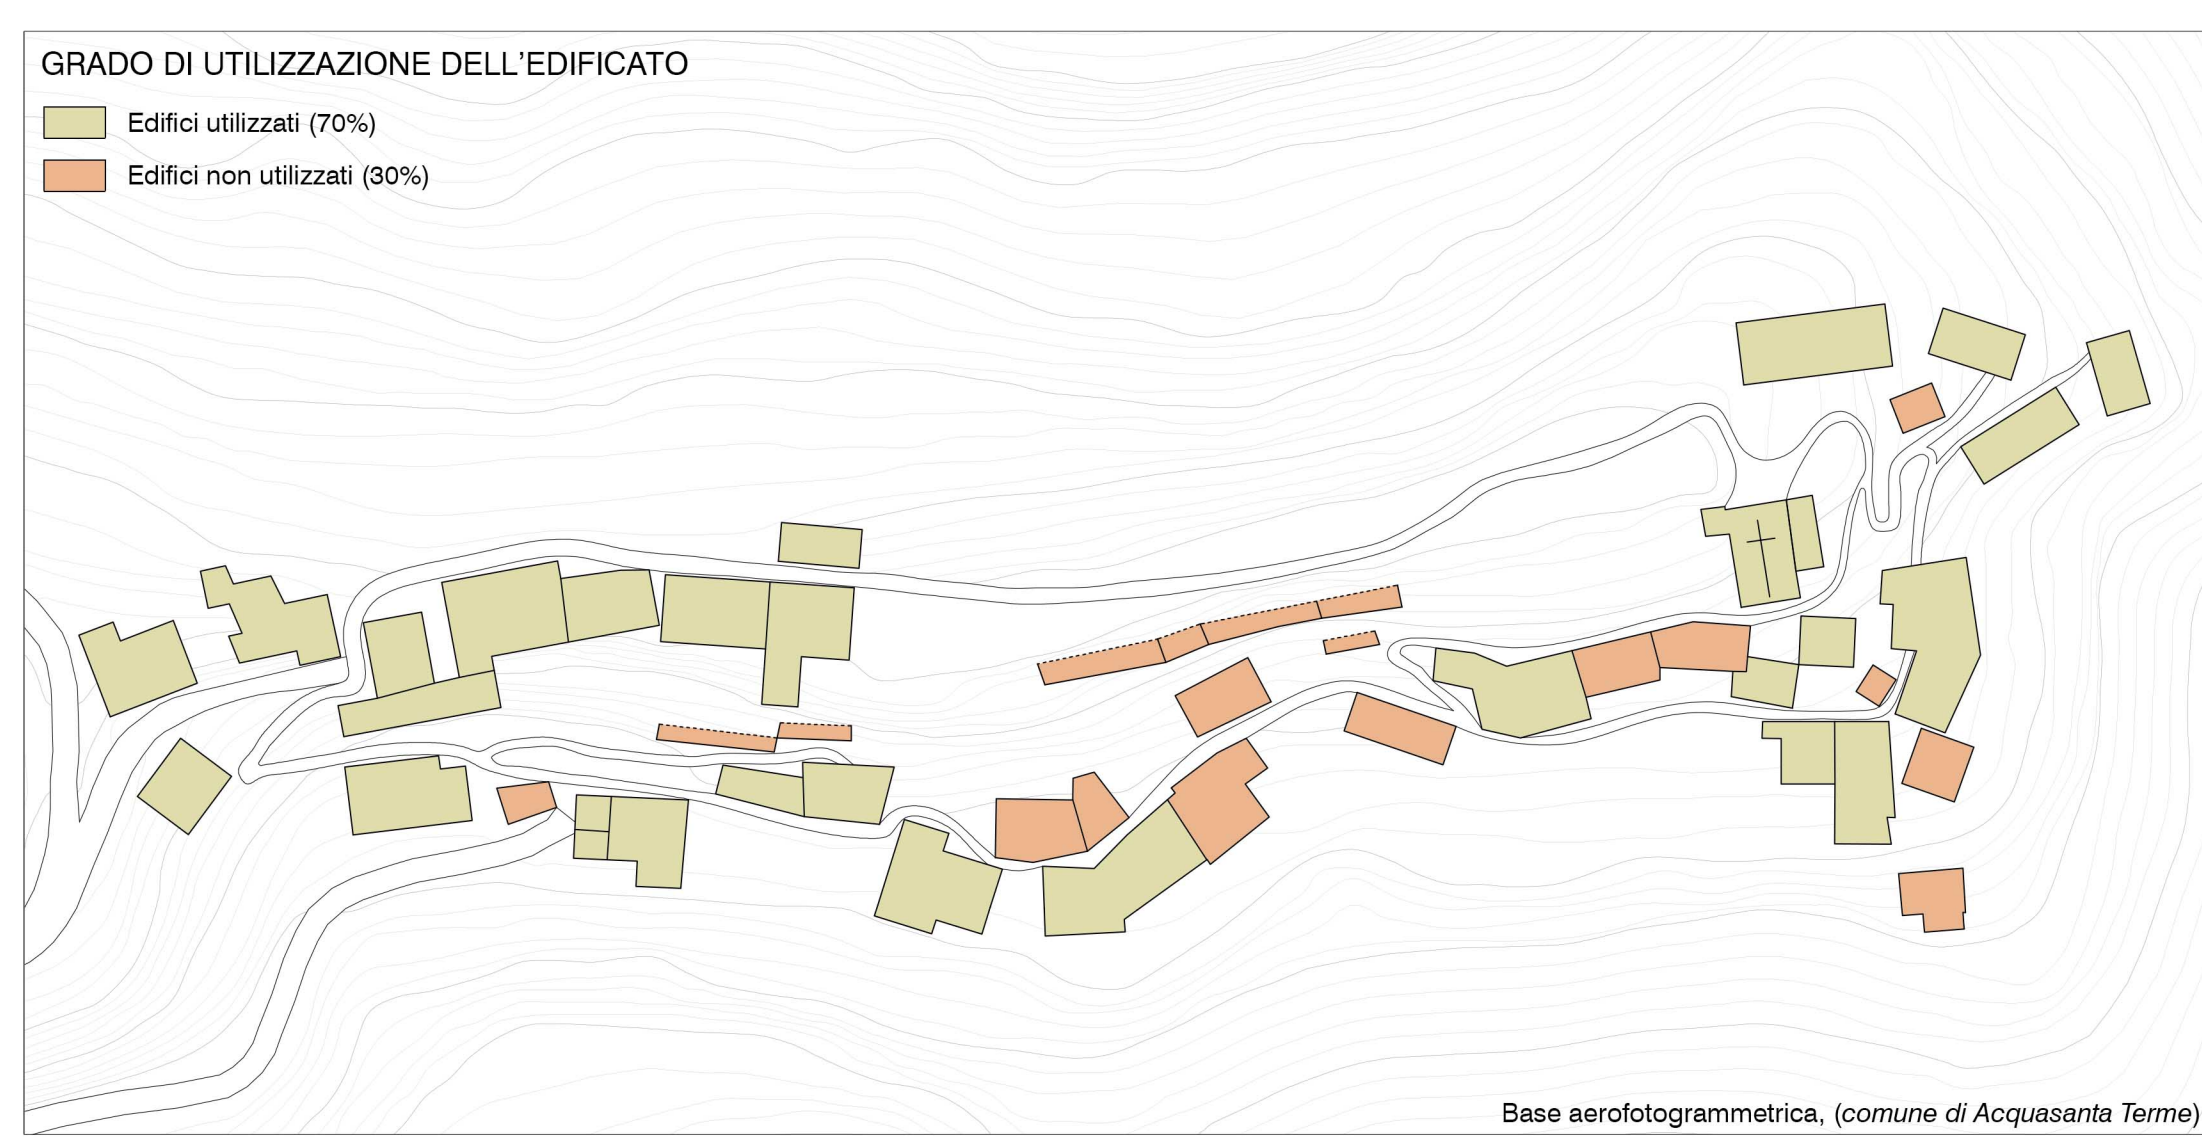 GRADO DI UTILIZZAZIONE DELL'EDIFICATO
Edifici utilizzati (70%)
Edifici non utilizzati (30%)
Base aerofotogrammetrica, (comune di Acquasanta Terme)